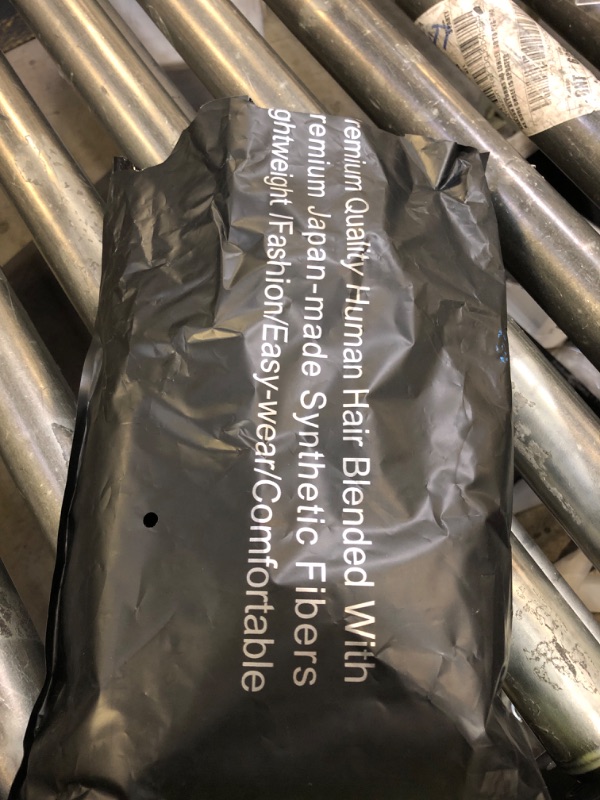 remium Quality Human Hair Blended With
remium Japan-made Synthetic Fibers
ghtweight /Fashion/Easy-wear/Comfortable